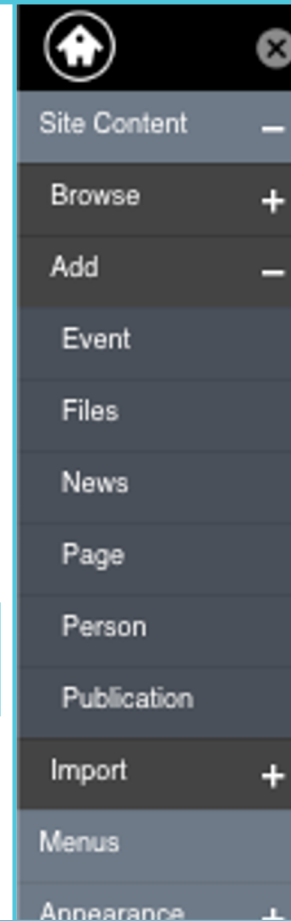 Site Content
Browse
Add
Event
Files
News
Page
Person
Publication
Import
Menus
Appearance